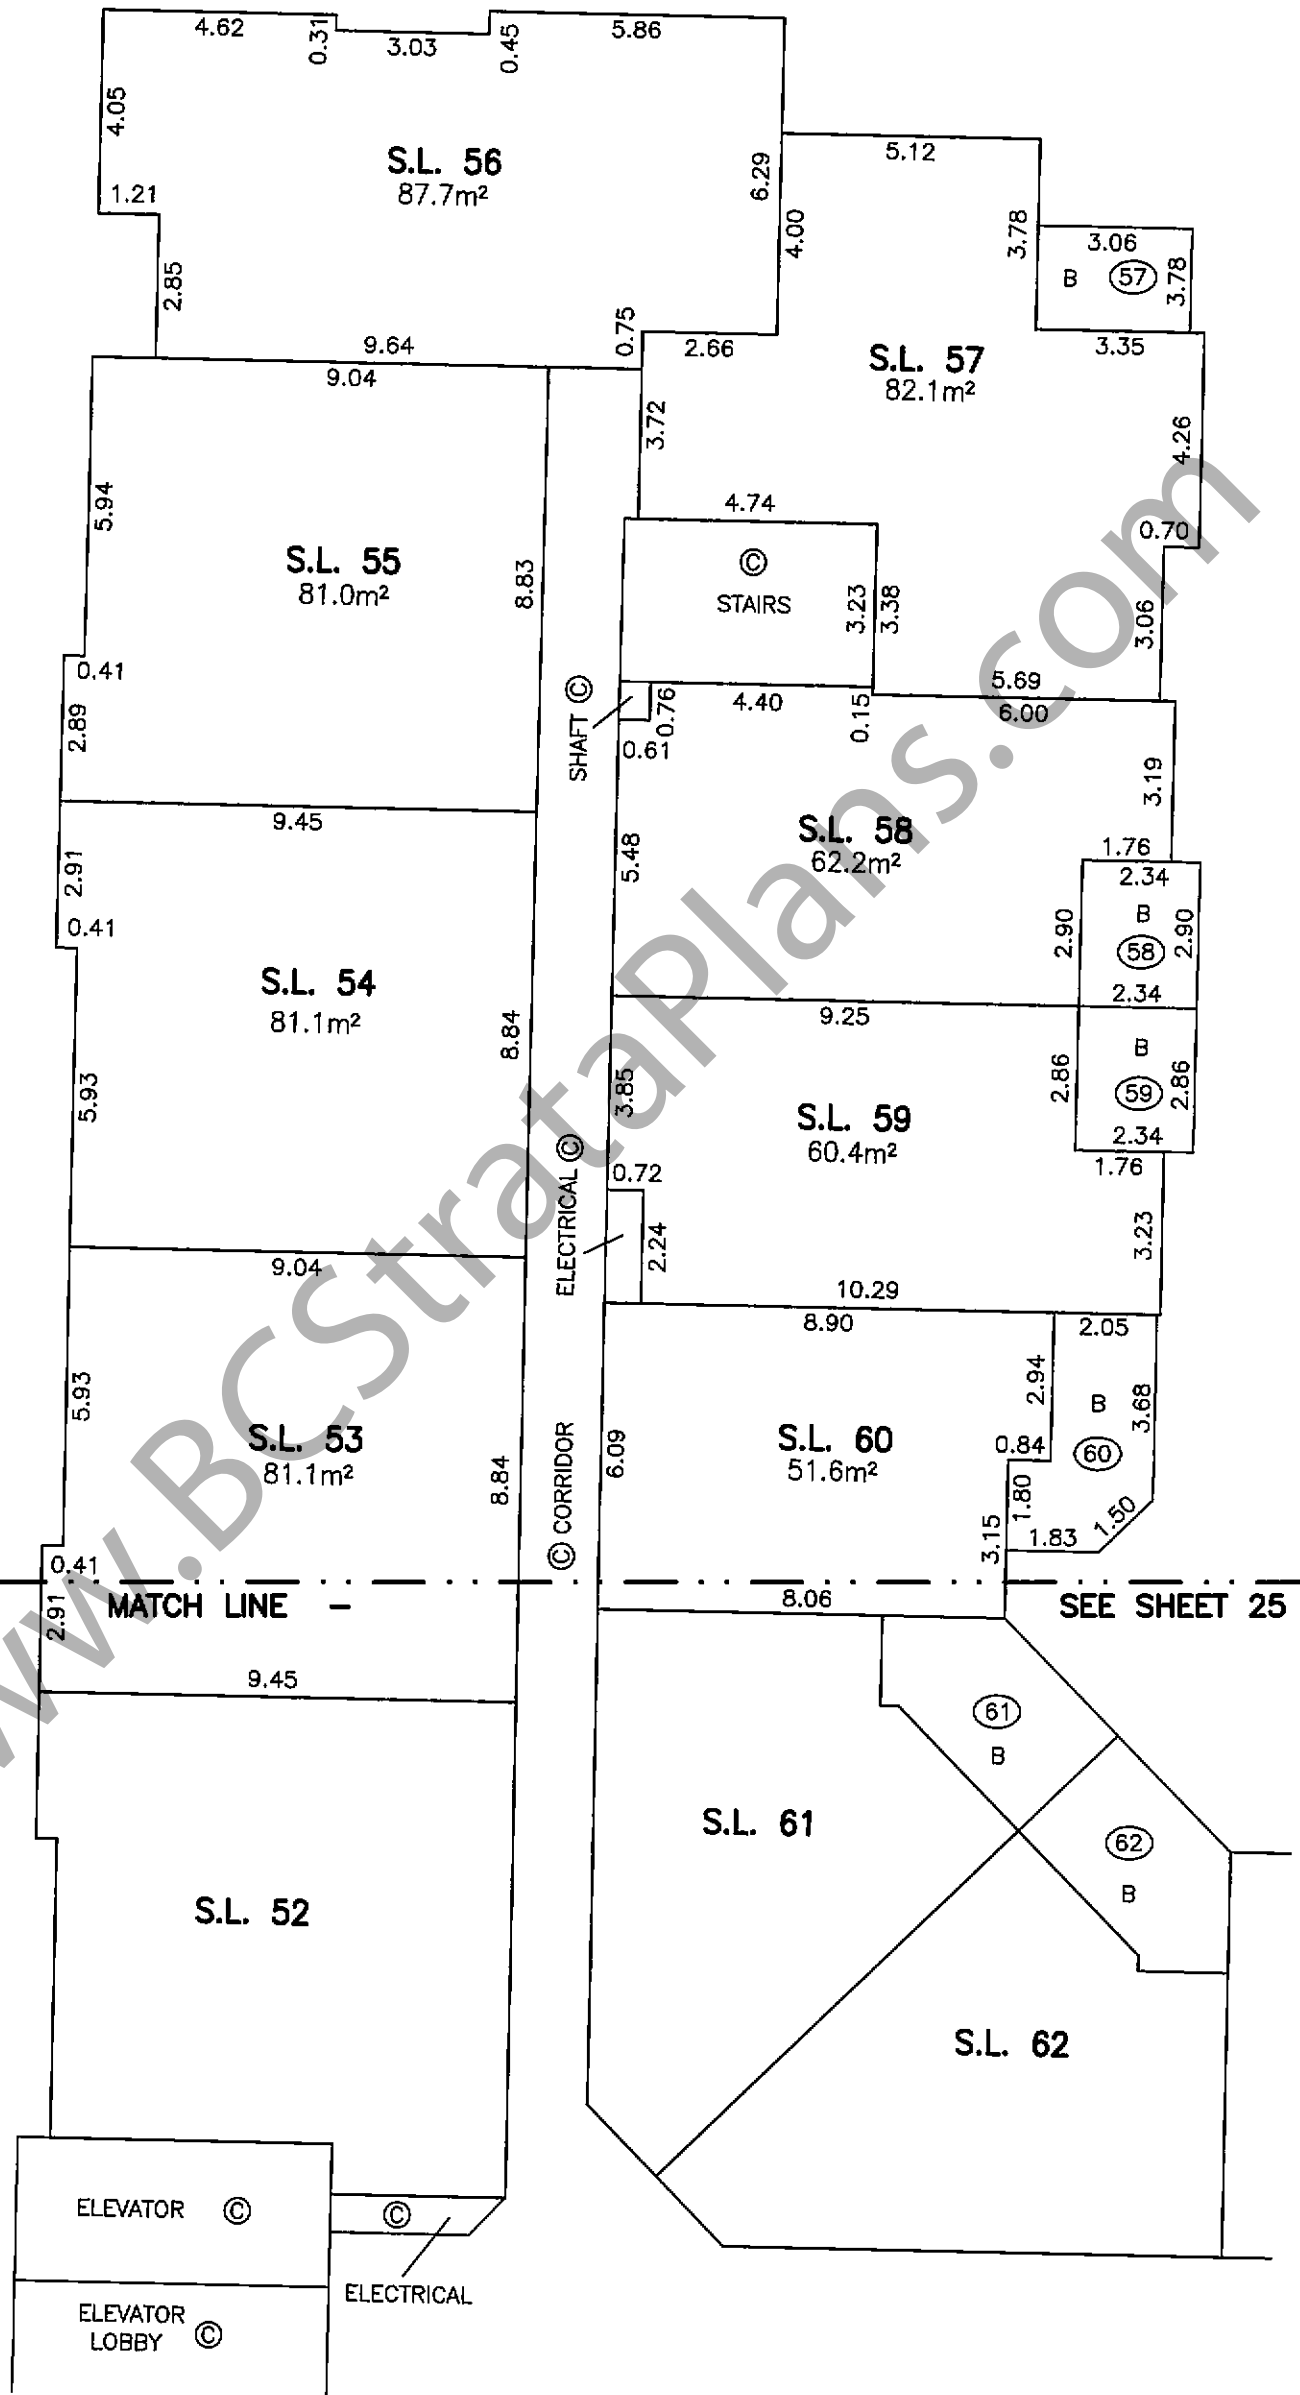 4.62
0.31
3.03
0.45
5.86
4.05
S.L. 56
87.7m²
1.21
2.85
6.29
4.00
5.12
3.78
3.06
B 57
3.78
3.35
9.64
0.75
2.66
9.04
S.L. 57
82.1m²
3.72
4.26
5.94
4.74
0.70
S.L. 55
81.0m²
8.83
©
STAIRS
3.23
3.38
3.06
0.41
2.89
SHAFT ©
0.76
4.40
0.15
5.69
6.00
0.61
3.19
9.45
2.91
0.41
5.48
S.L. 58
62.2m²
1.76
2.34
2.90
B
58
2.90
2.34
S.L. 54
81.1m²
8.84
9.25
5.93
3.85
2.86
B
59
2.86
2.34
1.76
S.L. 59
60.4m²
ELECTRICAL ©
0.72
2.24
3.23
9.04
10.29
8.90
2.05
5.93
S.L. 53
81.1m²
8.84
© CORRIDOR
6.09
S.L. 60
51.6m²
2.94
0.84
1.80
3.15
B
60
3.68
1.83
1.50
0.41
2.91
MATCH LINE -
8.06
SEE SHEET 25
9.45
61
B
S.L. 61
62
B
S.L. 52
S.L. 62
ELEVATOR ©
©
ELECTRICAL
ELEVATOR
LOBBY ©
www.BCStrataPlans.com